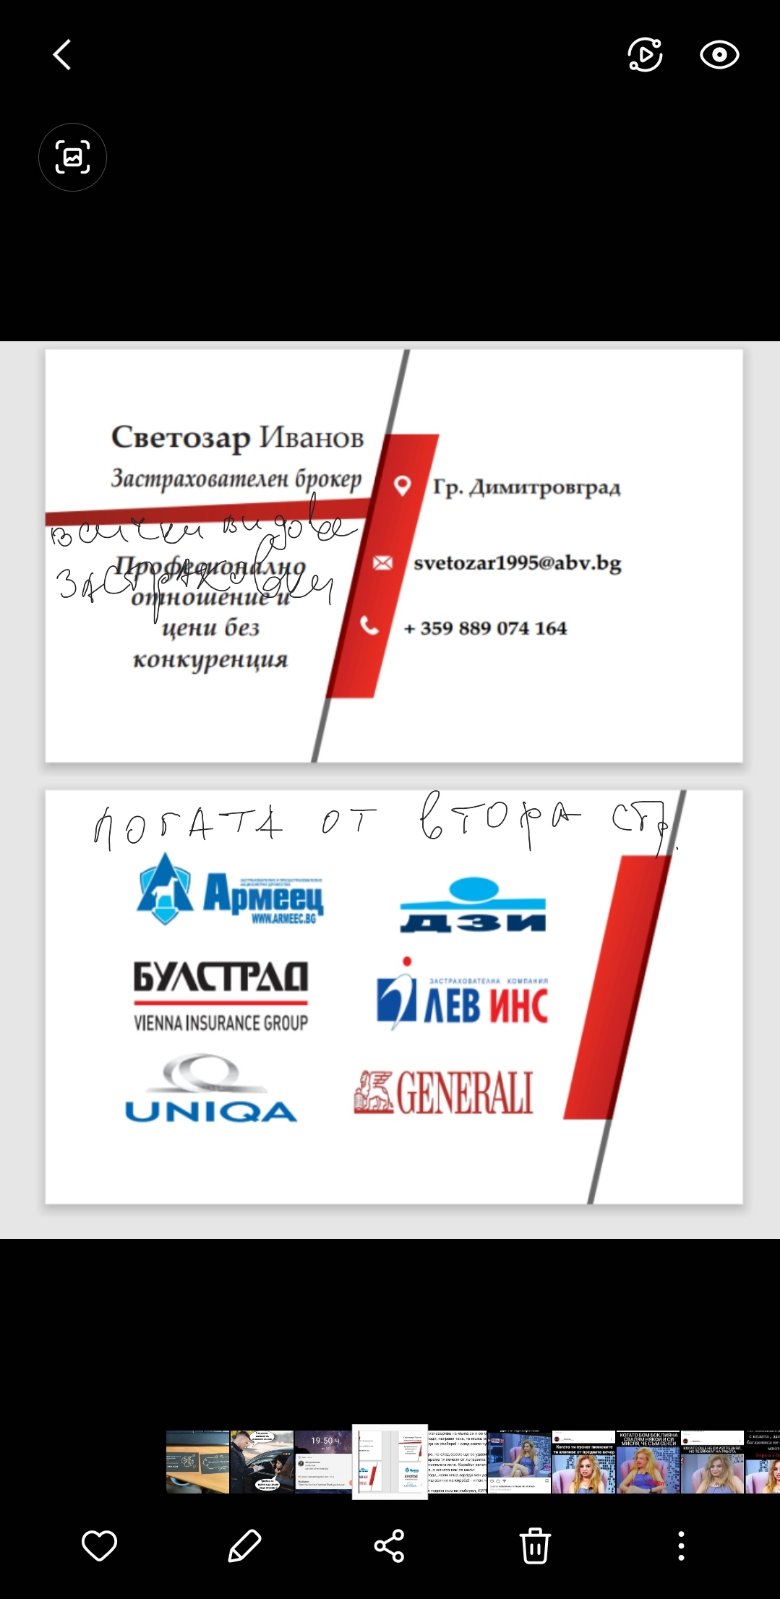 Светозар Иванов
Застрахователен брокер
всички видове
застраховки
Професионално
отношение и
цени без
конкуренция
Гр. Димитровград
svetozar1995@abv.bg
+ 359 889 074 164
ЛОГАТА ОТ ВТОРА СТР.
Армеец
WWW.ARMEEC.BG
ДЗИ
БУЛСТРАД
VIENNA INSURANCE GROUP
ЗАСТРАХОВАТЕЛНА КОМПАНИЯ
ЛЕВ ИНС
UNIQA
GENERALI
19:50 ч.